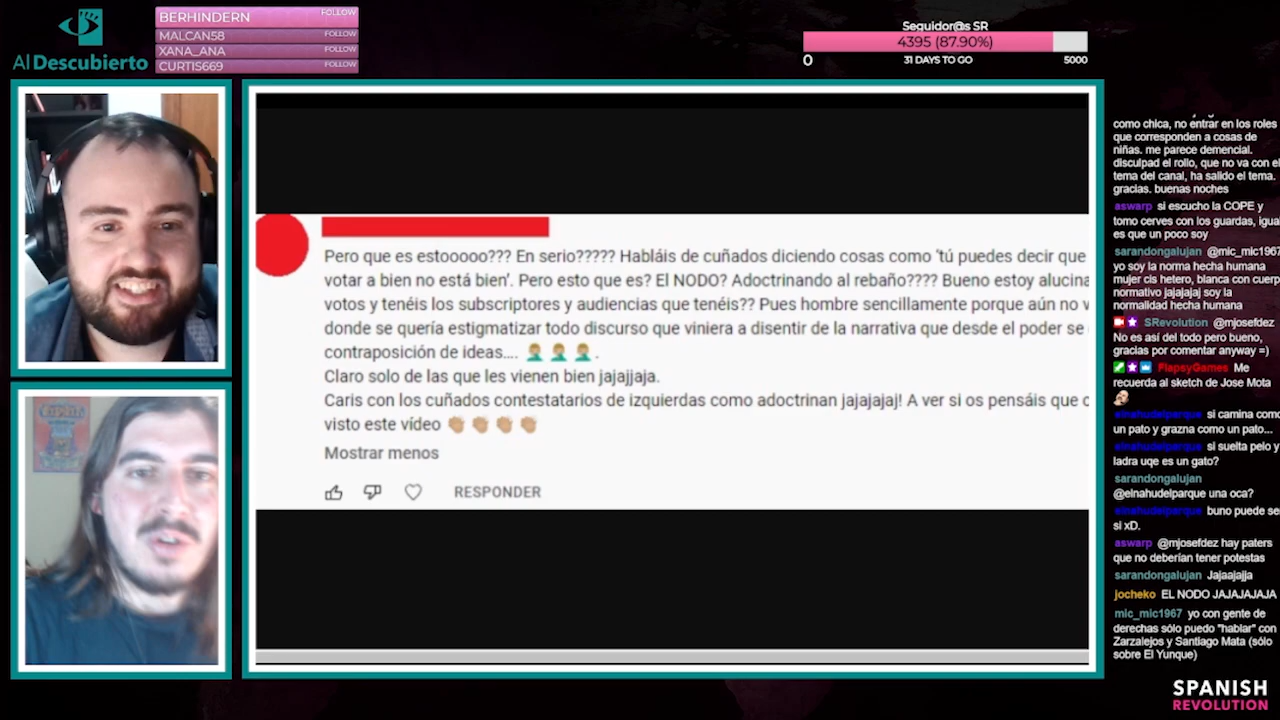 Al Descubierto
BERHINDERN FOLLOW
MALCAN58 FOLLOW
XANA_ANA FOLLOW
CURTIS669 FOLLOW
Seguidor@s SR
4395 (87.90%)
0 31 DAYS TO GO 5000
Pero que es estooooo??? En serio????? Habláis de cuñados diciendo cosas como 'tú puedes decir que
votar a bien no está bien'. Pero esto que es? El NODO? Adoctrinando al rebaño???? Bueno estoy alucina
votos y tenéis los subscriptores y audiencias que tenéis?? Pues hombre sencillamente porque aún no v
donde se quería estigmatizar todo discurso que viniera a disentir de la narrativa que desde el poder se
contraposición de ideas.... 🤦🏼‍♂️ 🤦🏼‍♂️ 🤦🏼‍♂️ .
Claro solo de las que les vienen bien jajajjaja.
Caris con los cuñados contestatarios de izquierdas como adoctrinan jajajajaj! A ver si os pensáis que c
visto este vídeo 👏🏼 👏🏼 👏🏼 👏🏼
Mostrar menos
RESPONDER
como chica, no entrar en los roles
que corresponden a cosas de
niñas. me parece demencial.
disculpad el rollo, que no va con el
tema del canal, ha salido el tema.
gracias. buenas noches
aswarp si escucho la COPE y
tomo cerves con los guardas, igua
es que un poco soy
sarandongalujan @mic_mic1967
yo soy la norma hecha humana
mujer cis hetero, blanca con cuerp
normativo jajajajaj soy la
normalidad hecha humana
SRevolution @mjosefdez
No es así del todo pero bueno,
gracias por comentar anyway =)
FlapsyGames Me
recuerda al sketch de Jose Mota
elnahudelparque si camina como
un pato y grazna como un pato...
elnahudelparque si suelta pelo y
ladra uqe es un gato?
sarandongalujan
@elnahudelparque una oca?
elnahudelparque buno puede se
si xD.
aswarp @mjosefdez hay paters
que no deberían tener potestas
sarandongalujan Jajaajajja
jocheko EL NODO JAJAJAJAJA
mic_mic1967 yo con gente de
derechas sólo puedo "hablar" con
Zarzalejos y Santiago Mata (sólo
sobre El Yunque)
SPANISH
REVOLUTION